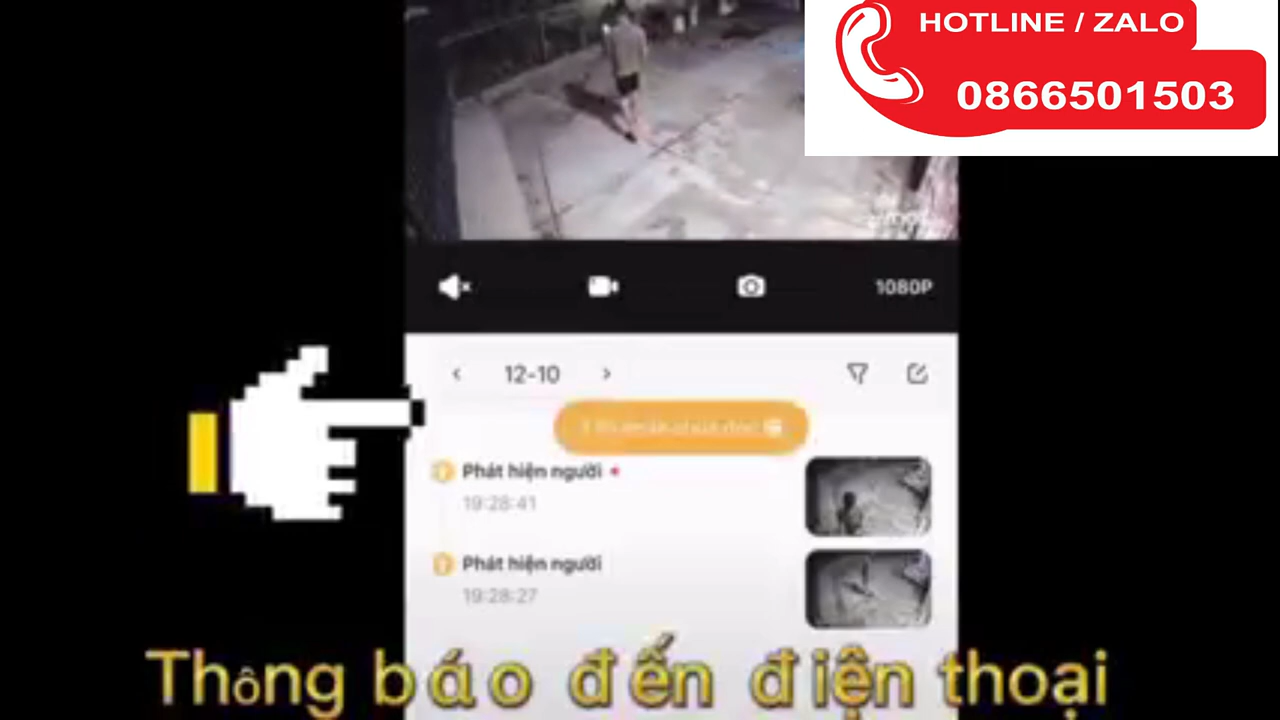 HOTLINE / ZALO
0866501503
1080P
12-10
Phát hiện người
19:28:41
Phát hiện người
19:28:27
Thông báo đến điện thoại